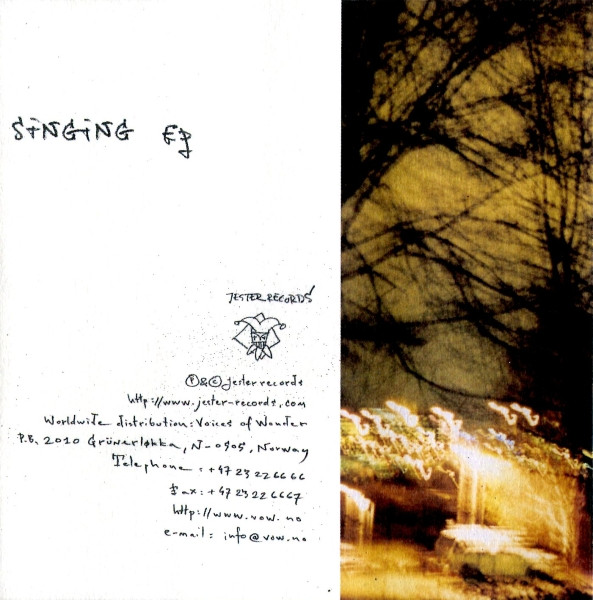 SiNGiNG EP
JESTER RECORDS
℗ & © jester records
http://www.jester-records.com
Worldwide distribution: Voices of Wonder
P.B. 2010 Grünerløkka, N-0505, Norway
Telephone: +47 23 22 66 66
fax: +47 23 22 66 67
http://www.vow.no
e-mail: info@vow.no